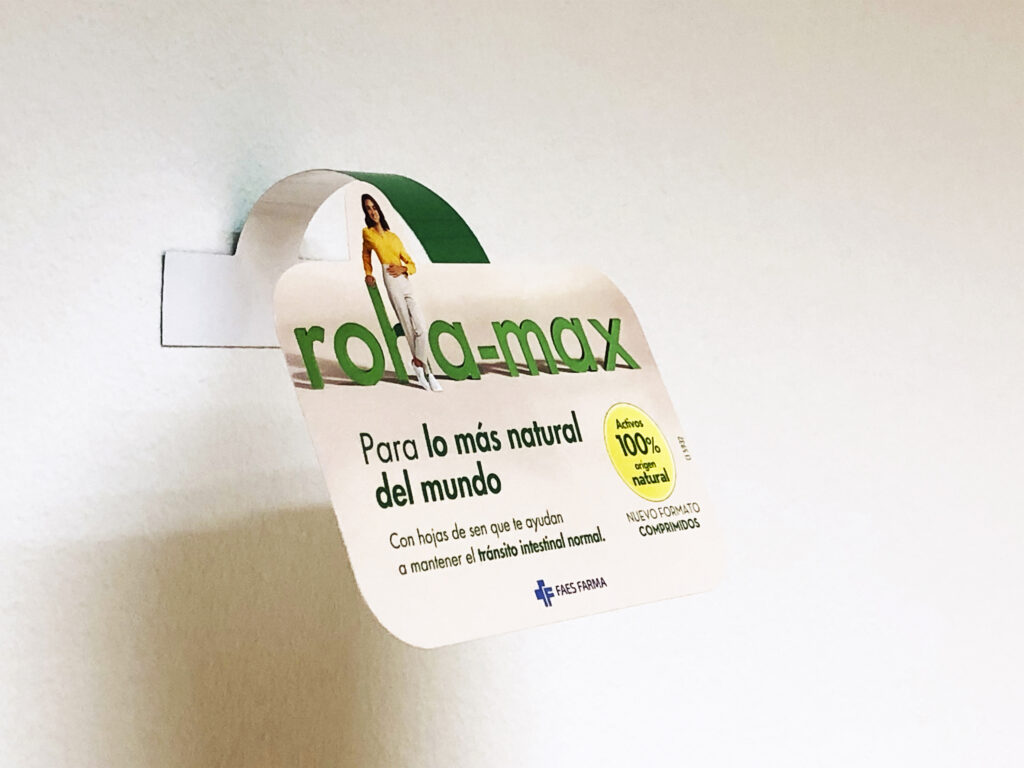 roha-max
Para lo más natural
del mundo
Con hojas de sen que te ayudan
a mantener el tránsito intestinal normal.
Activos
100%
origen
natural
NUEVO FORMATO
COMPRIMIDOS
FAES FARMA